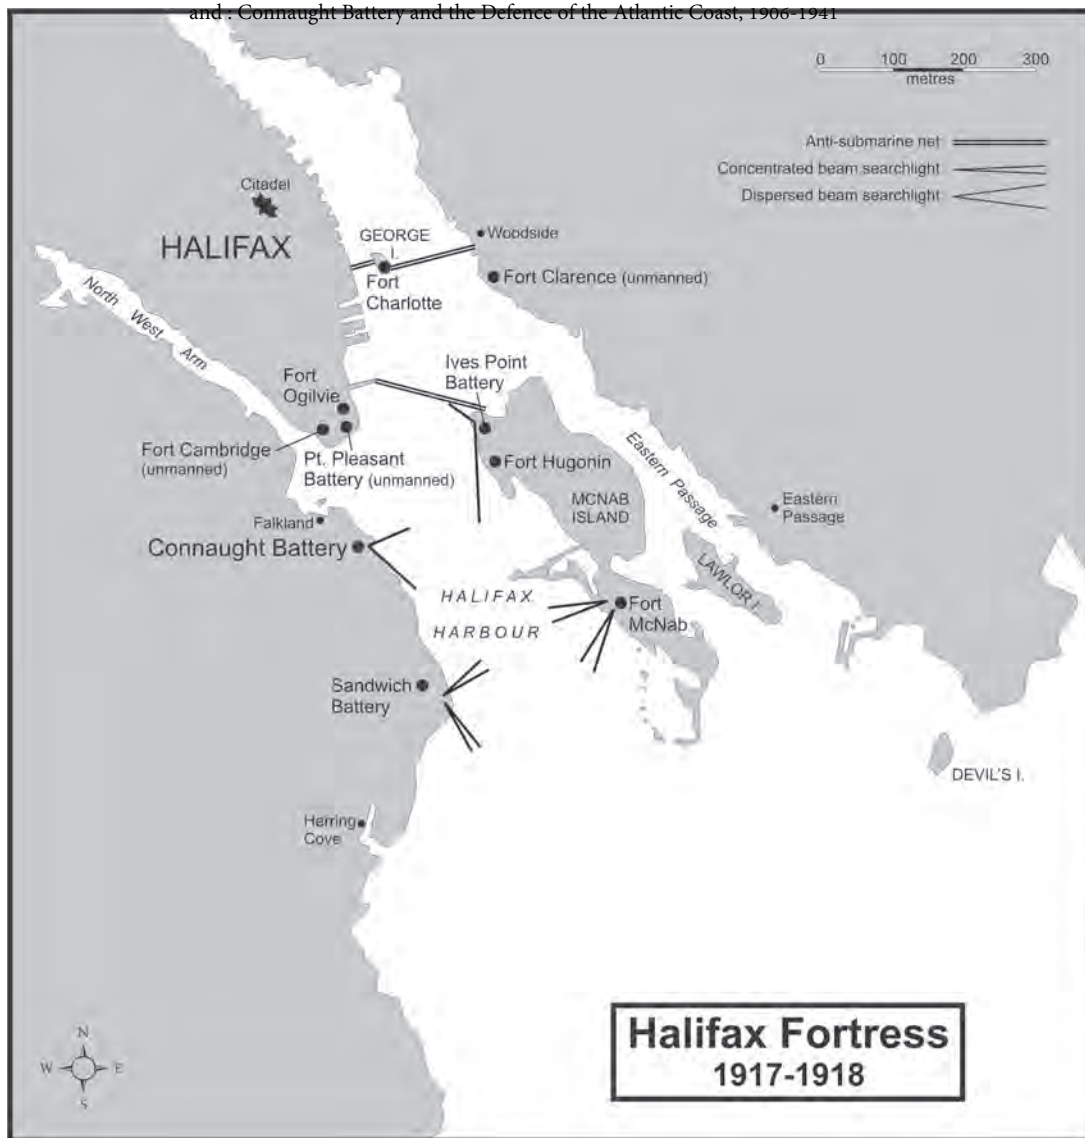 and : Connaught Battery and the Defence of the Atlantic Coast, 1906-1941
0 100 200 300
metres
Anti-submarine net
Concentrated beam searchlight
Dispersed beam searchlight
Citadel
HALIFAX
GEORGE
I.
Woodside
Fort
Charlotte
Fort Clarence (unmanned)
North West Arm
Fort
Ogilvie
Ives Point
Battery
Fort Cambridge
(unmanned)
Pt. Pleasant
Battery (unmanned)
Fort Hugonin
Eastern Passage
MCNAB
ISLAND
Eastern
Passage
Falkland
Connaught Battery
LAWLOR I.
HALIFAX
HARBOUR
Fort
McNab
Sandwich
Battery
DEVIL'S I.
Herring
Cove
N
W E
S
Halifax Fortress
1917-1918